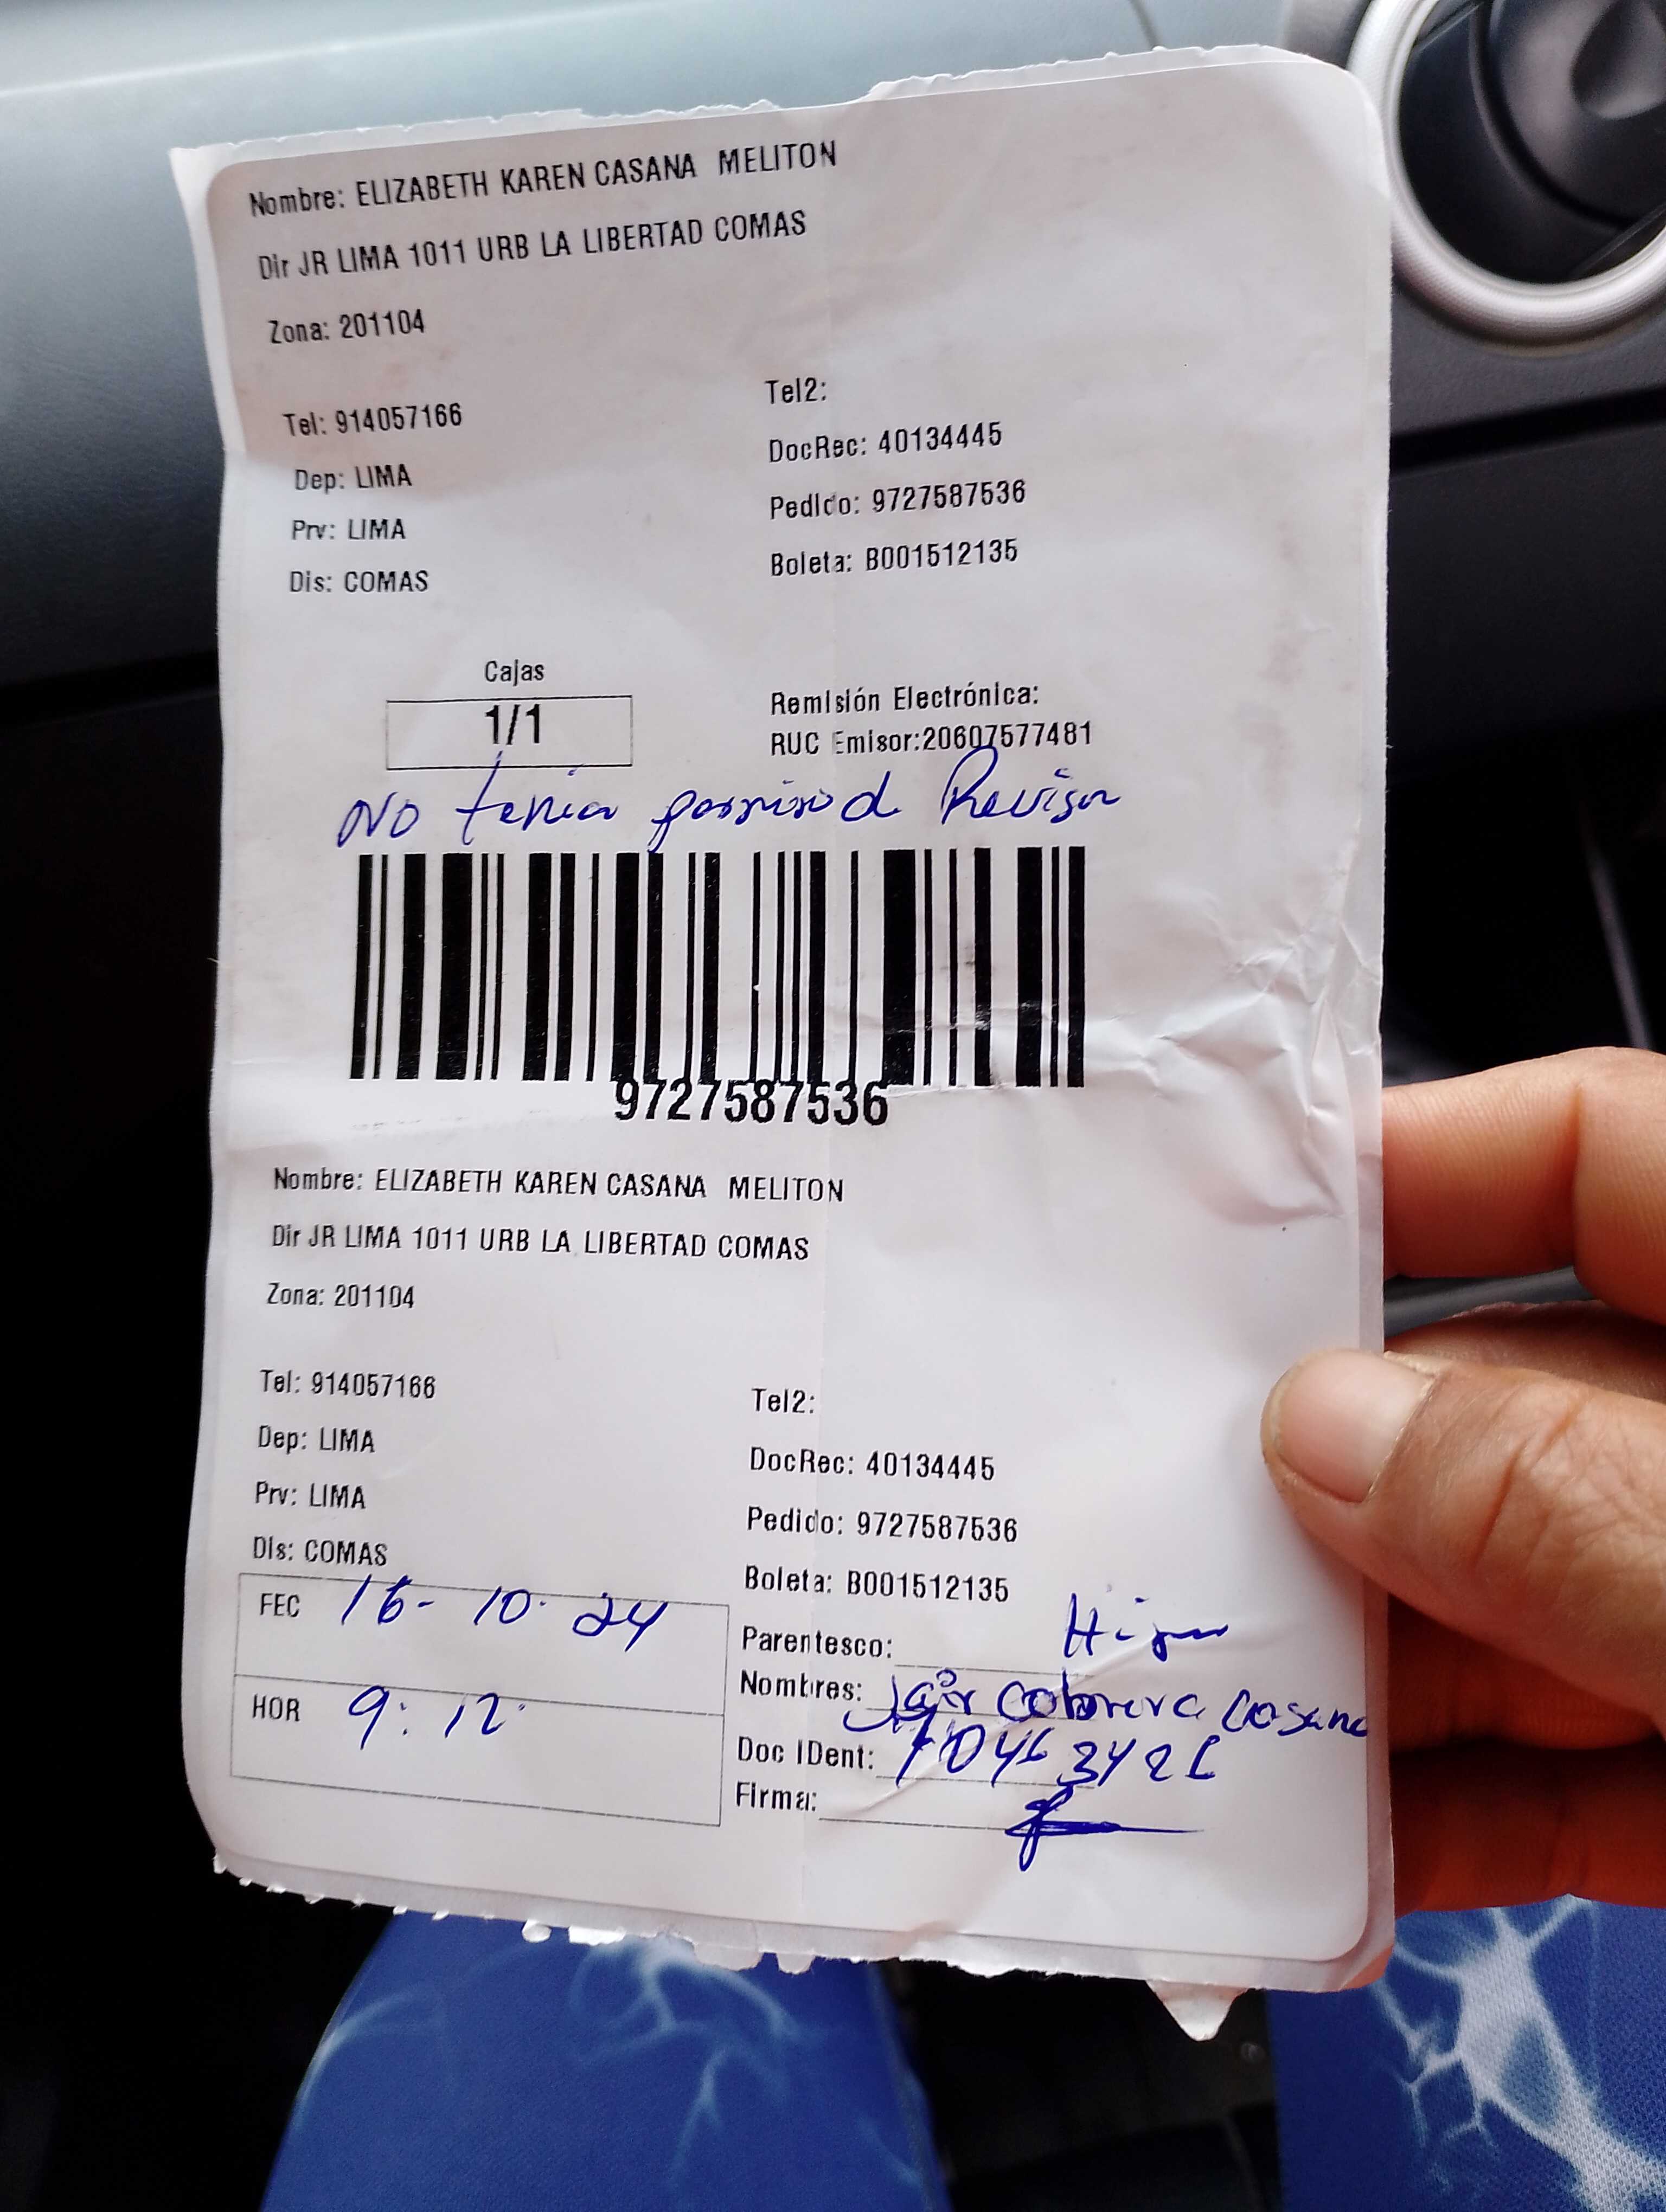 Nombre: ELIZABETH KAREN CASANA MELITON
Dir JR LIMA 1011 URB LA LIBERTAD COMAS
Zona: 201104
Tel: 914057166
Tel2:
Dep: LIMA
DocRec: 40134445
Prv: LIMA
Pedido: 9727587536
Dis: COMAS
Boleta: B001512135
Cajas
1/1
Remisión Electrónica:
RUC Emisor:20607577481
No tenia permiso d Revisar
9727587536
Nombre: ELIZABETH KAREN CASANA MELITON
Dir JR LIMA 1011 URB LA LIBERTAD COMAS
Zona: 201104
Tel: 914057166
Tel2:
Dep: LIMA
DocRec: 40134445
Prv: LIMA
Pedido: 9727587536
Dis: COMAS
Boleta: B001512135
FEC 16-10-24
Parentesco:
Nombres: Cabrera Casana
HOR 9:12
Doc IDent:
Firma: